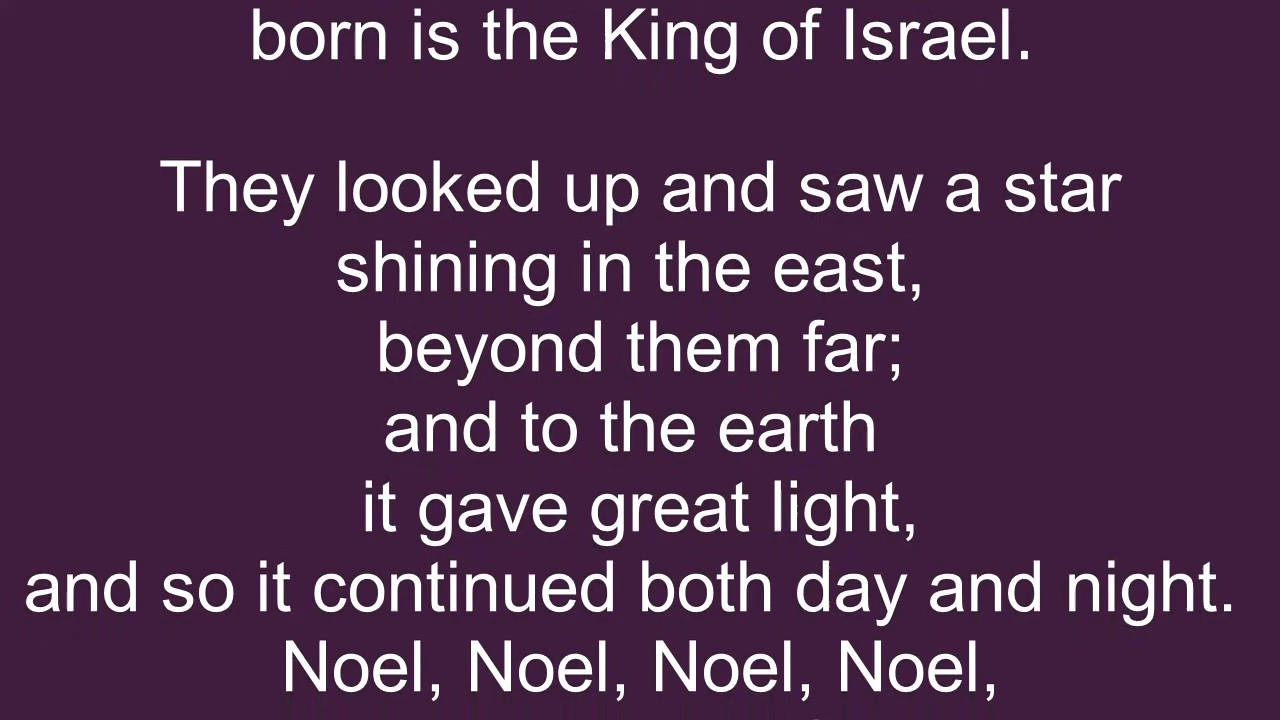 born is the King of Israel.
They looked up and saw a star
shining in the east,
beyond them far;
and to the earth
it gave great light,
and so it continued both day and night.
Noel, Noel, Noel, Noel,